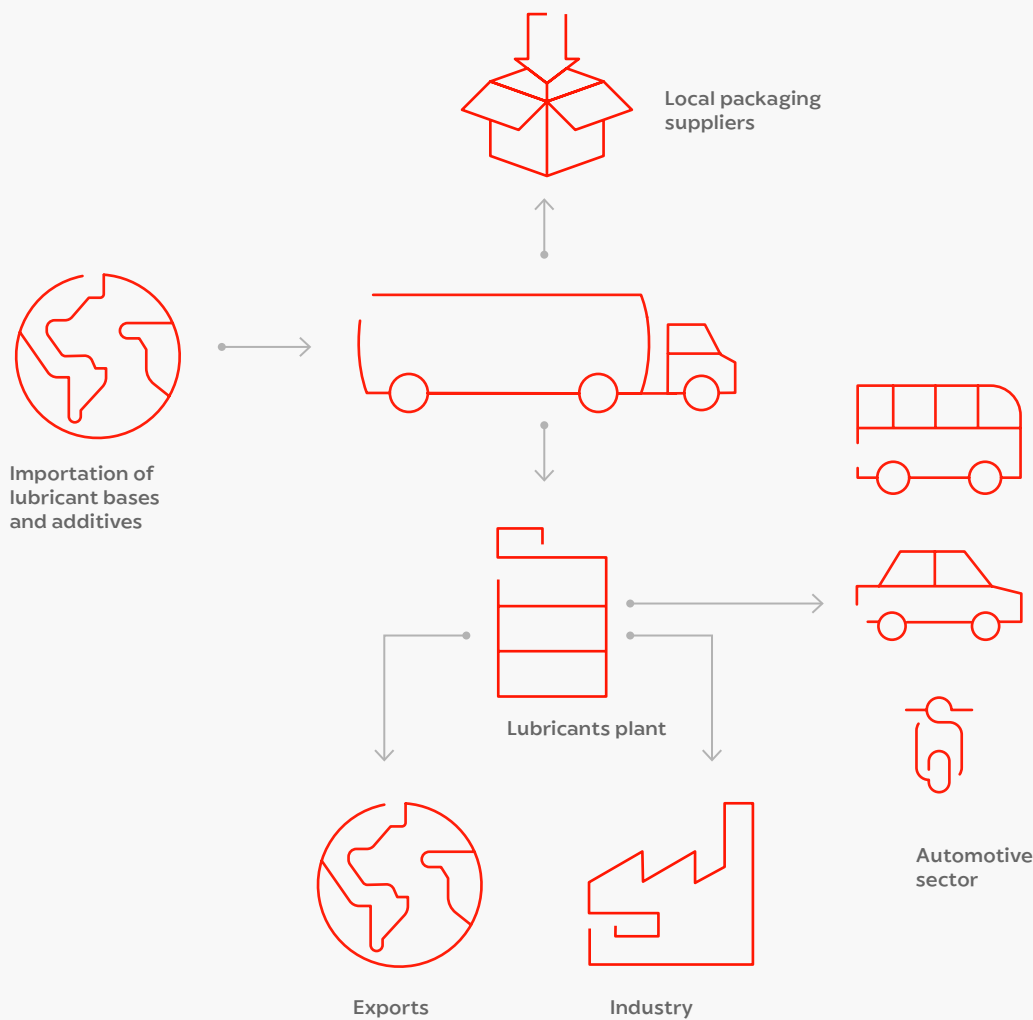 Local packaging
suppliers
Importation of
lubricant bases
and additives
Lubricants plant
Automotive
sector
Exports
Industry